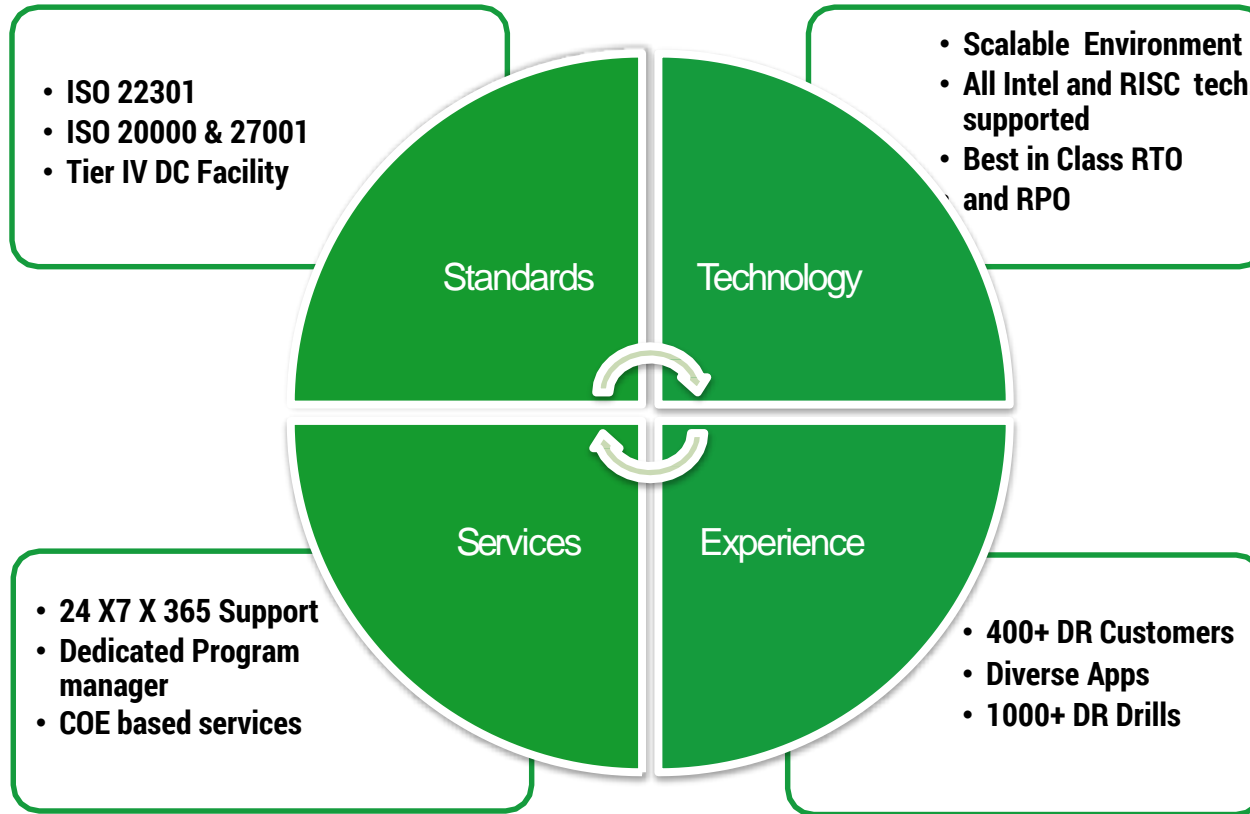 • ISO 22301
• ISO 20000 & 27001
• Tier IV DC Facility
• Scalable Environment
• All Intel and RISC tech
supported
• Best in Class RTO
• and RPO
Standards
Technology
Services
Experience
• 24 X7 X 365 Support
• Dedicated Program
manager
• COE based services
• 400+ DR Customers
• Diverse Apps
• 1000+ DR Drills